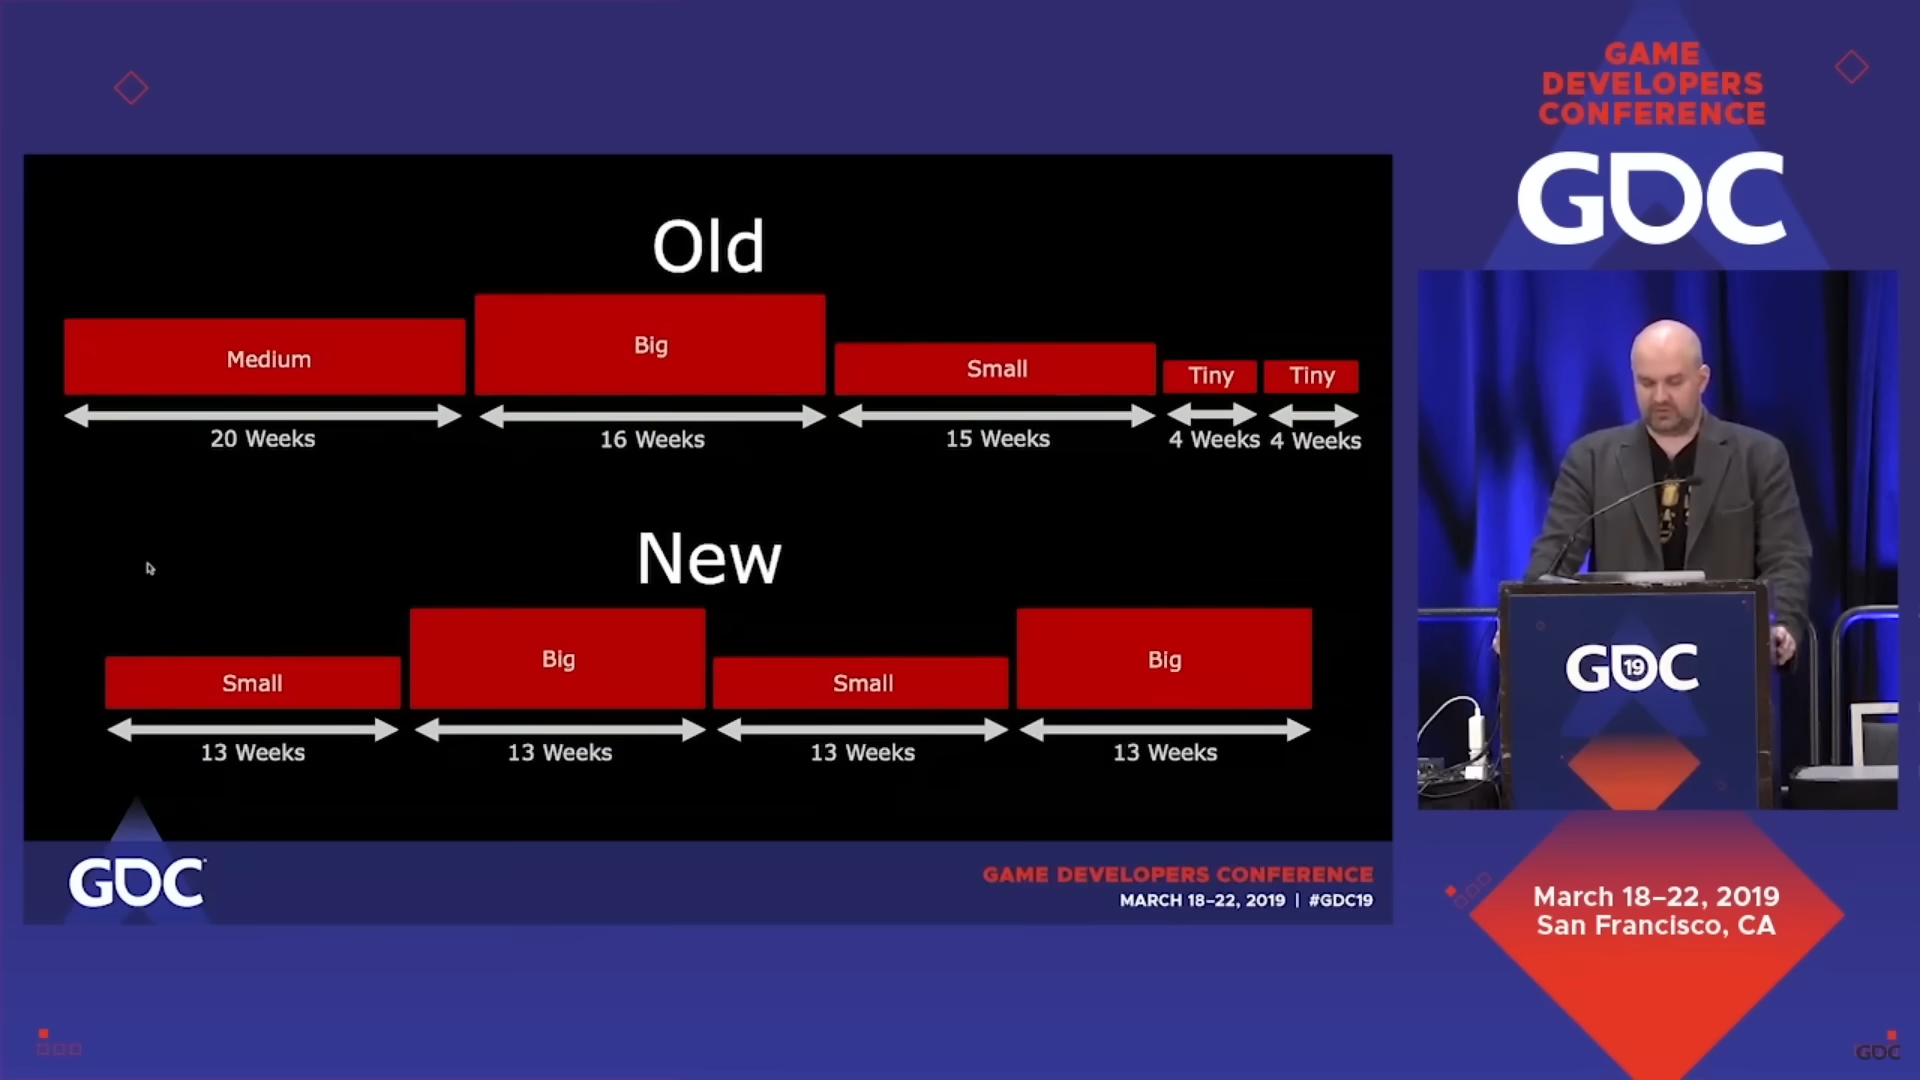 GAME
DEVELOPERS
CONFERENCE
GDC
Old
Medium
Big
Small
Tiny
Tiny
20 Weeks
16 Weeks
15 Weeks
4 Weeks
4 Weeks
New
Small
Big
Small
Big
13 Weeks
13 Weeks
13 Weeks
13 Weeks
GDC
GAME DEVELOPERS CONFERENCE
MARCH 18–22, 2019 | #GDC19
GDC
19
March 18–22, 2019
San Francisco, CA
GDC